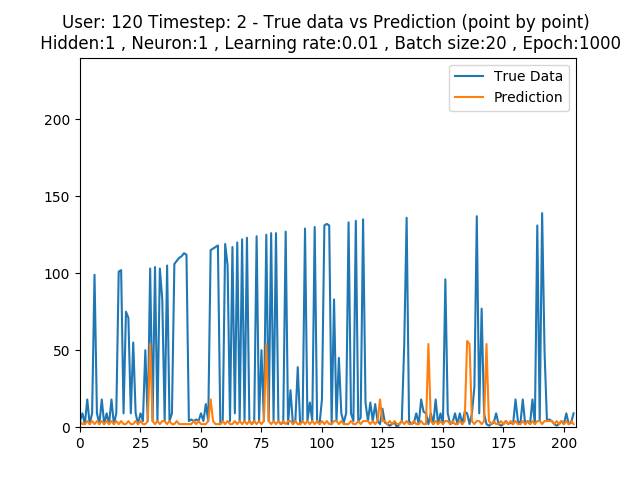 User: 120 Timestep: 2 - True data vs Prediction (point by point)
Hidden:1 , Neuron:1 , Learning rate:0.01 , Batch size:20 , Epoch:1000
True Data
Prediction
200
150
100
50
0
0 25 50 75 100 125 150 175 200